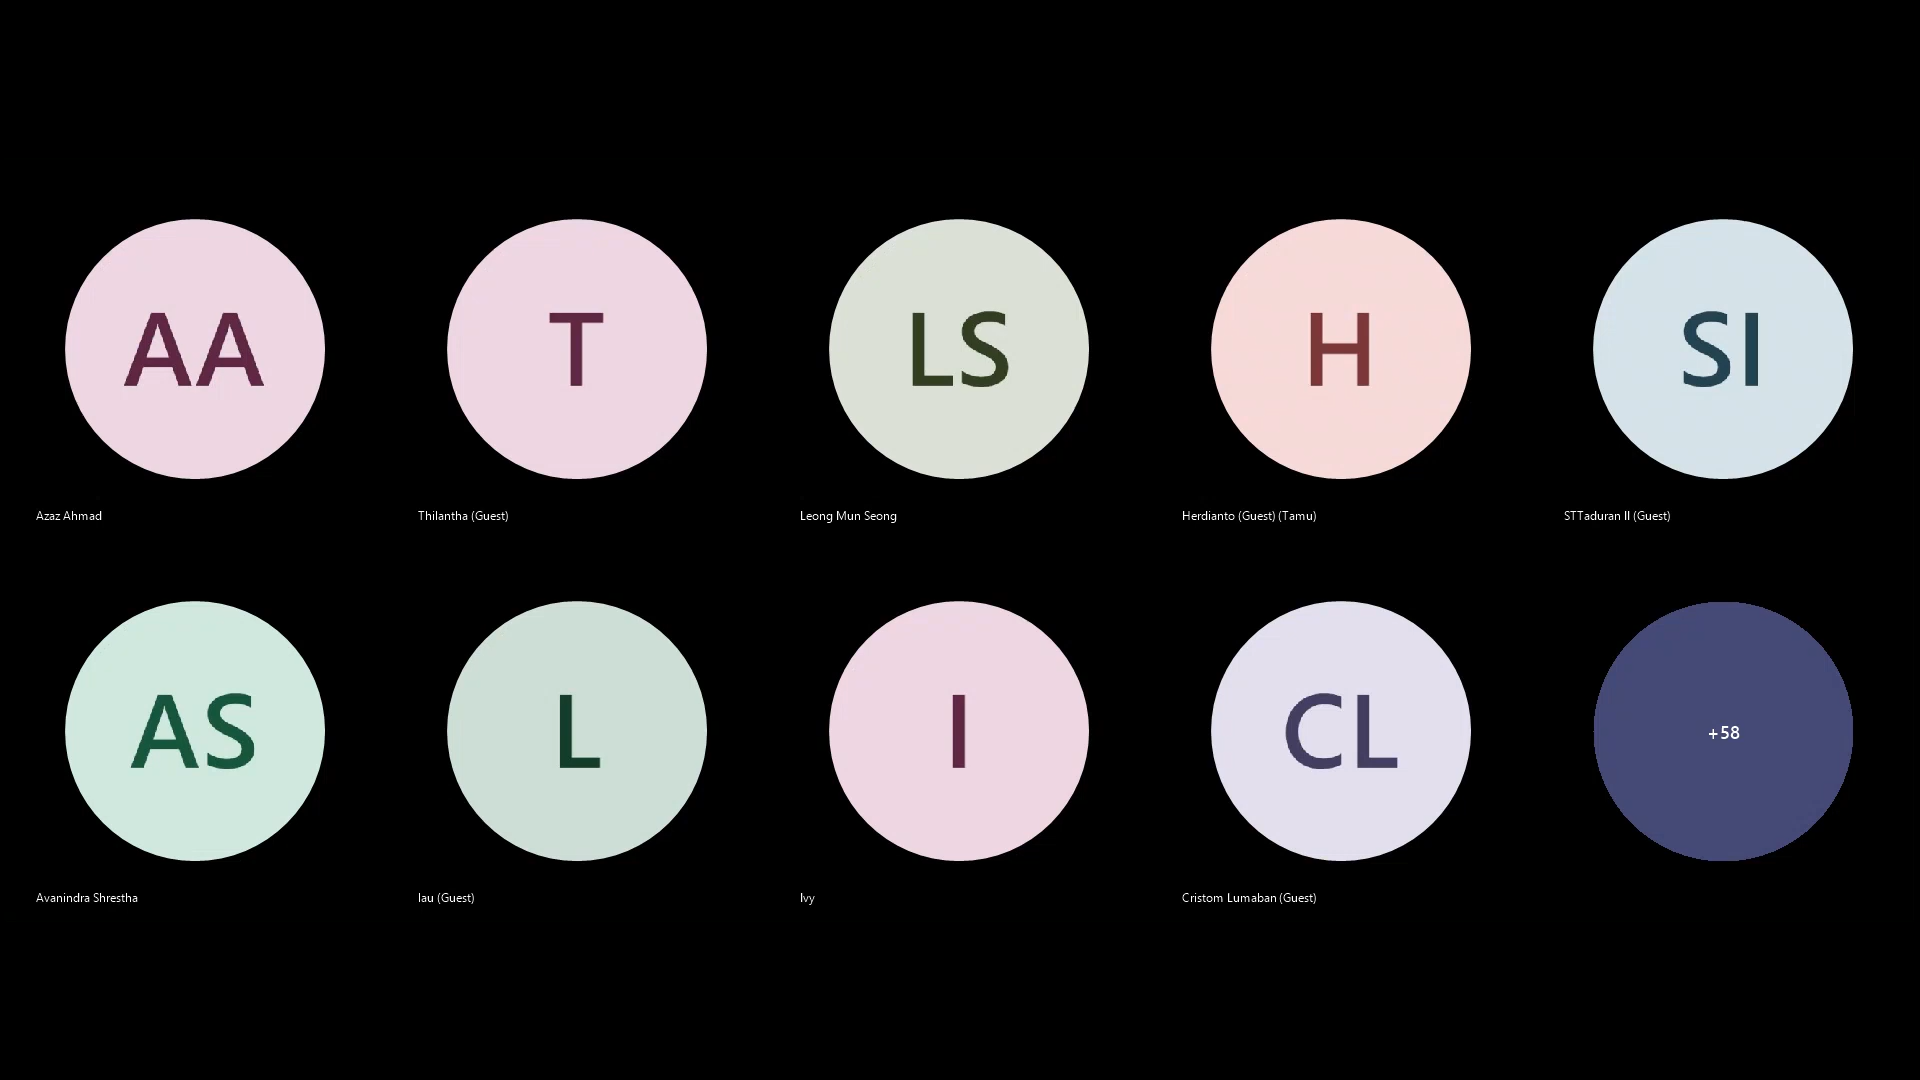 AA
T
LS
H
SI
Azaz Ahmad
Thilantha (Guest)
Leong Mun Seong
Herdianto (Guest) (Tamu)
STTaduran II (Guest)
AS
L
I
CL
+58
Avanindra Shrestha
lau (Guest)
Ivy
Cristom Lumaban (Guest)